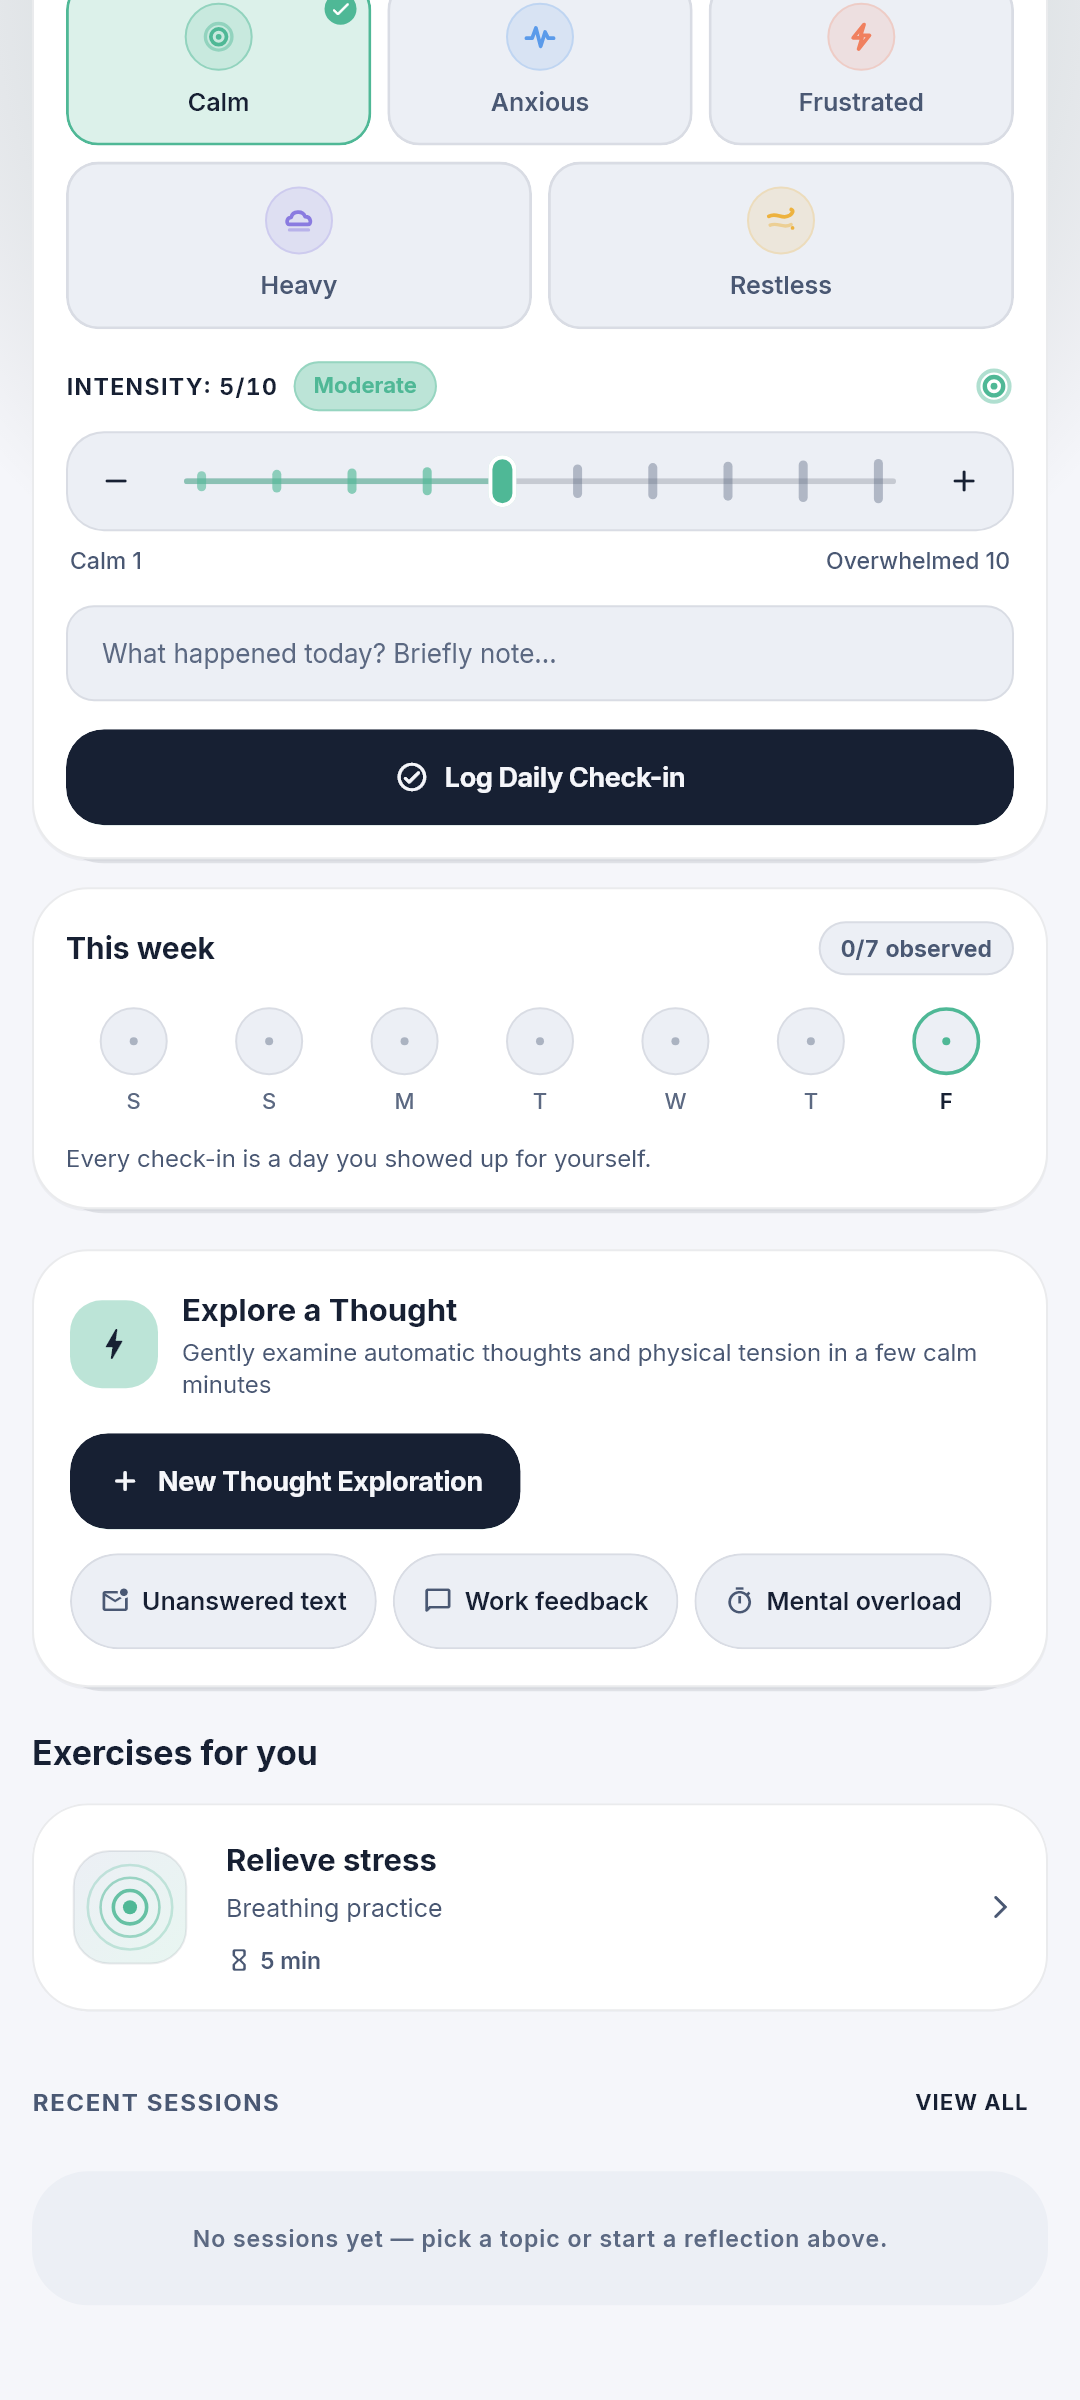 Calm
Anxious
Frustrated
Heavy
Restless
INTENSITY: 5/10
Moderate
Calm 1
Overwhelmed 10
What happened today? Briefly note...
Log Daily Check-in
This week
0/7 observed
S
S
M
T
W
T
F
Every check-in is a day you showed up for yourself.
Explore a Thought
Gently examine automatic thoughts and physical tension in a few calm
minutes
New Thought Exploration
Unanswered text
Work feedback
Mental overload
Exercises for you
Relieve stress
Breathing practice
5 min
RECENT SESSIONS
VIEW ALL
No sessions yet — pick a topic or start a reflection above.